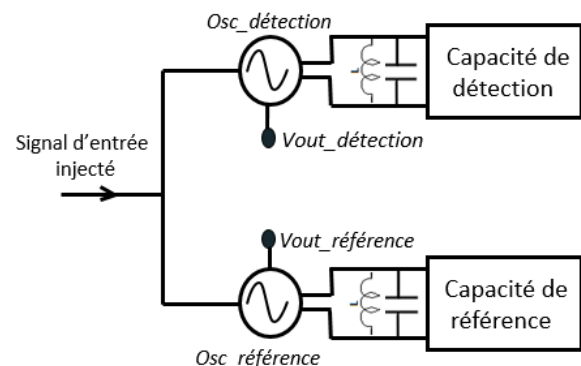 Osc_détection
Capacité de
détection
Signal d'entrée
injecté
Vout_détection
Vout_référence
Capacité de
référence
Osc_référence